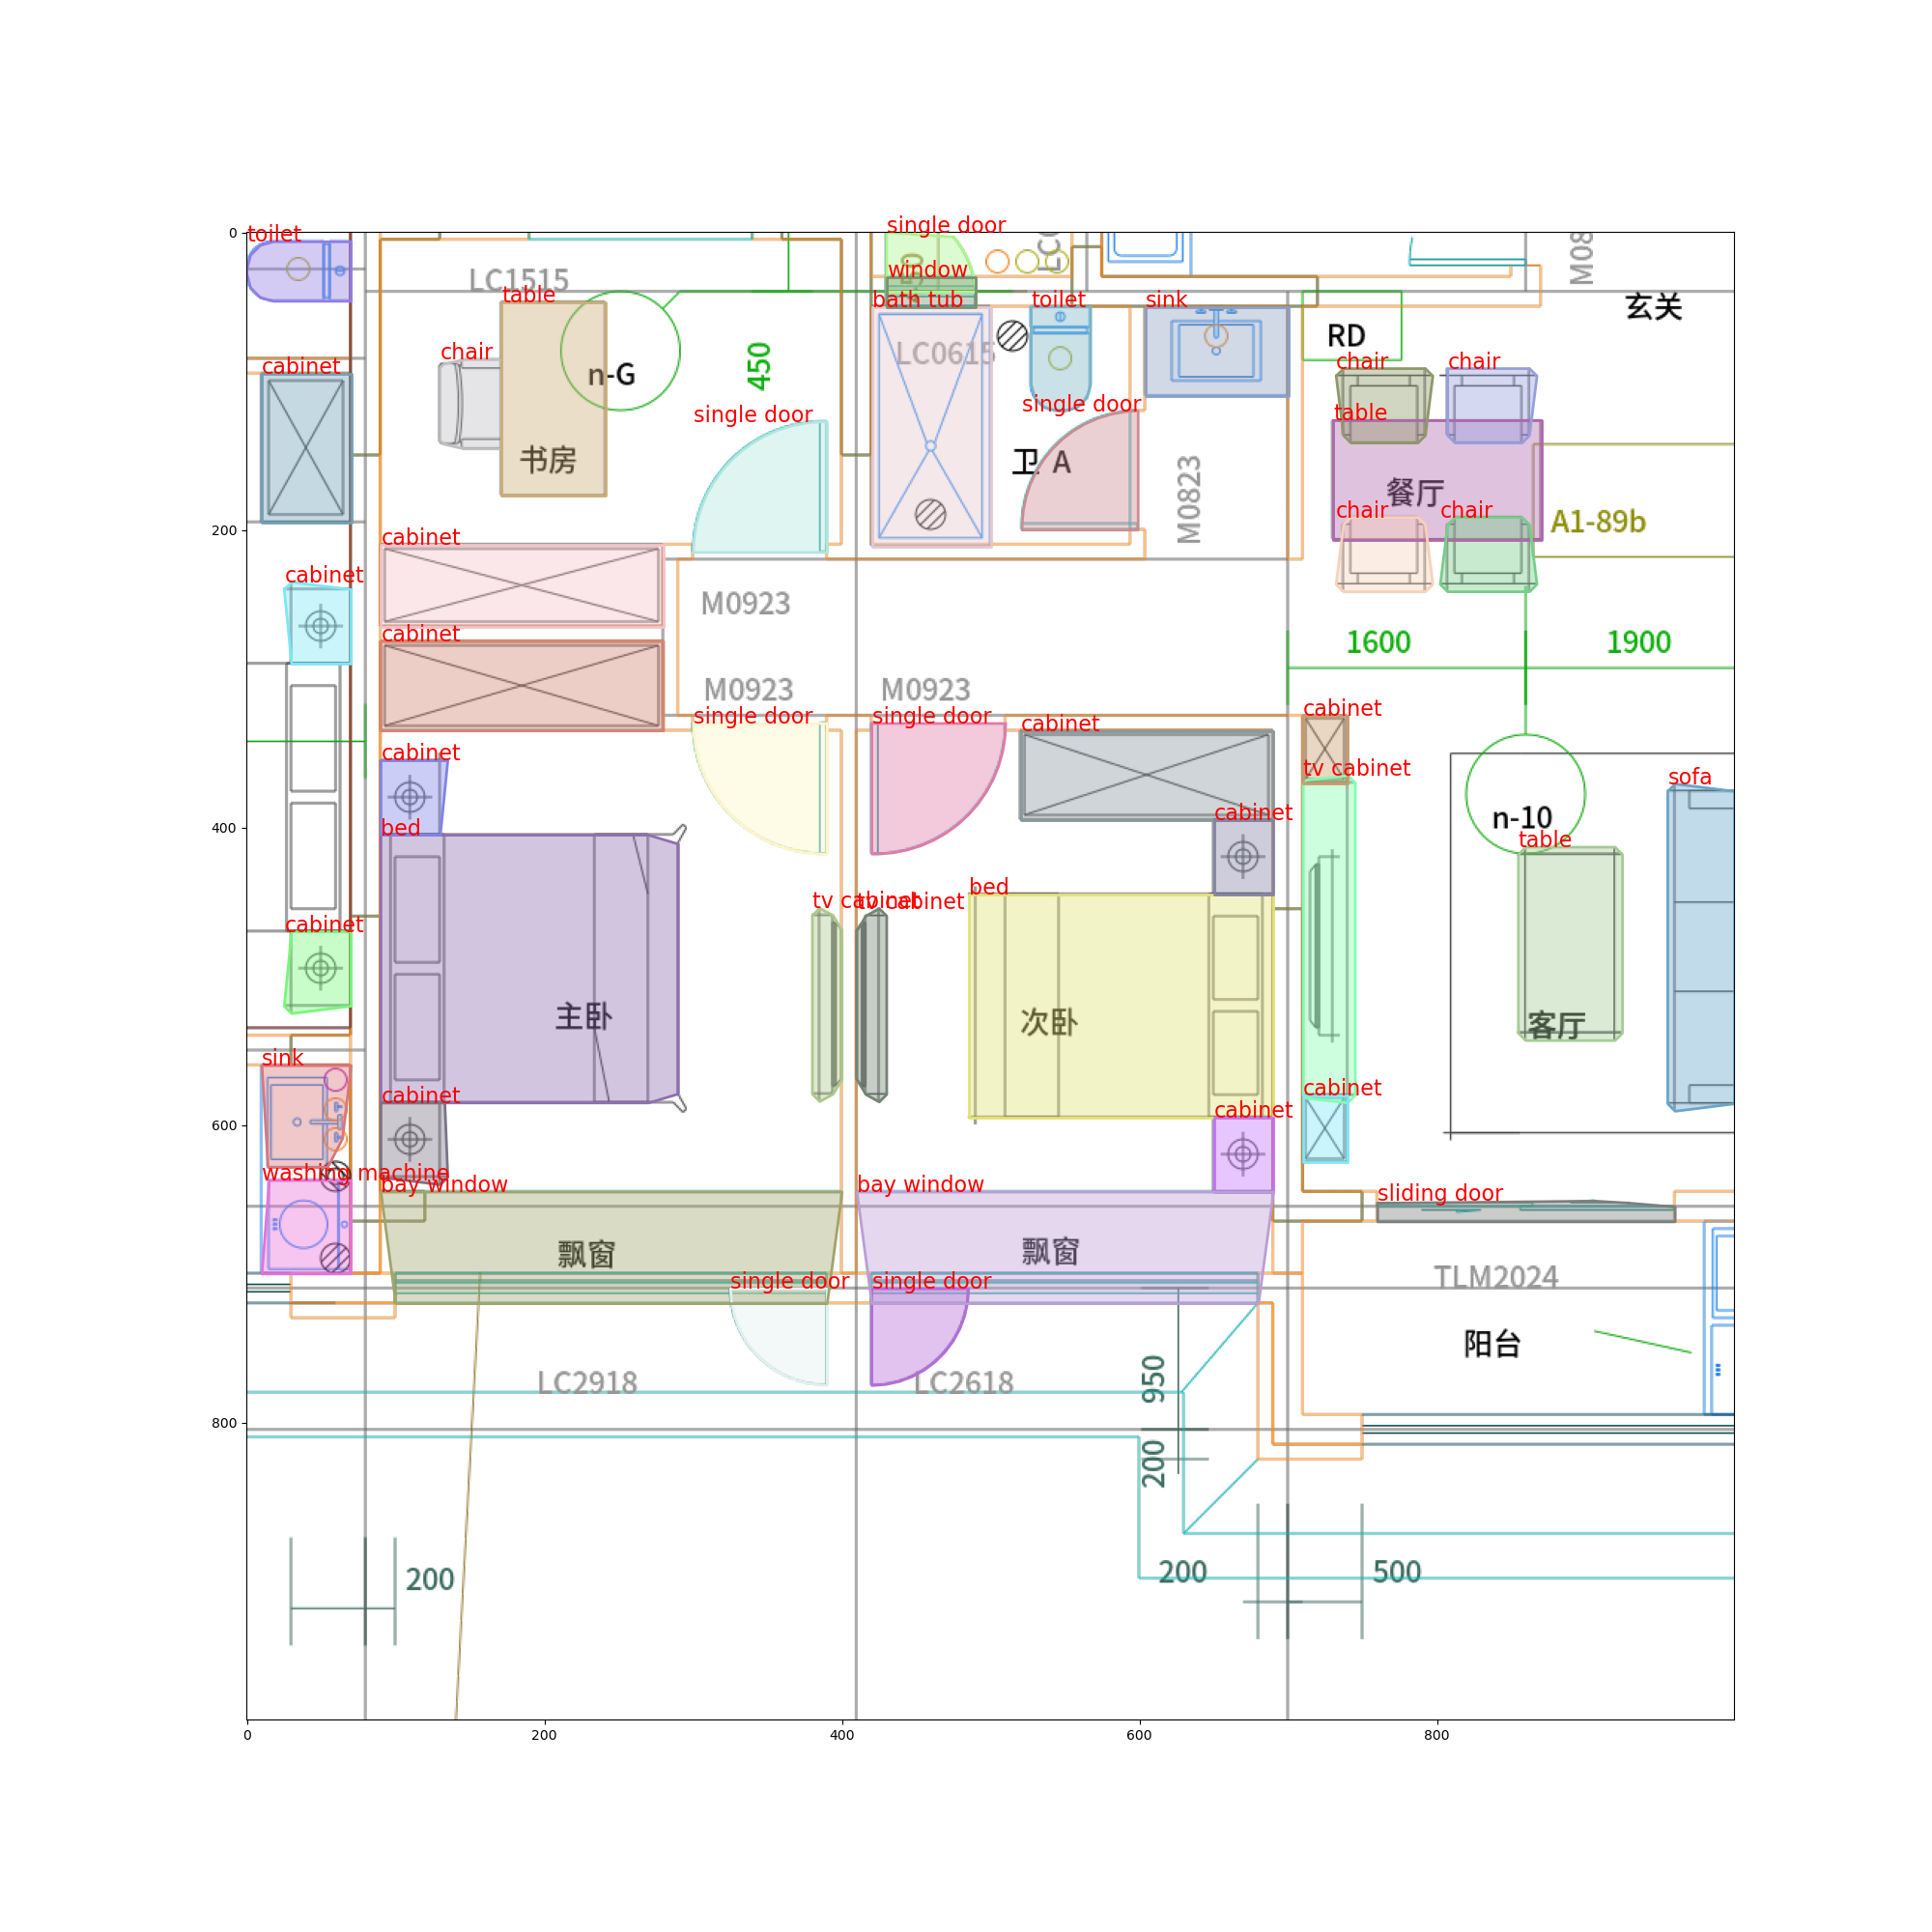 single door
toilet
0
LC1515
window
M08
玄关
table
bath tub
toilet
sink
RD
chair
LC0615
450
n-G
cabinet
chair
chair
single door
single door
table
书房
卫 A
M0823
餐厅
chair
chair
A1-89b
200
cabinet
cabinet
M0923
cabinet
1600
1900
M0923
M0923
single door
single door
cabinet
cabinet
cabinet
tv cabinet
sofa
cabinet
n-10
400
bed
table
bed
tv cabinet
tv cabinet
cabinet
主卧
次卧
客厅
sink
cabinet
cabinet
cabinet
600
washing machine
bay window
bay window
sliding door
飘窗
飘窗
single door
single door
TLM2024
阳台
LC2918
LC2618
950
800
200
200
200
500
0
200
400
600
800